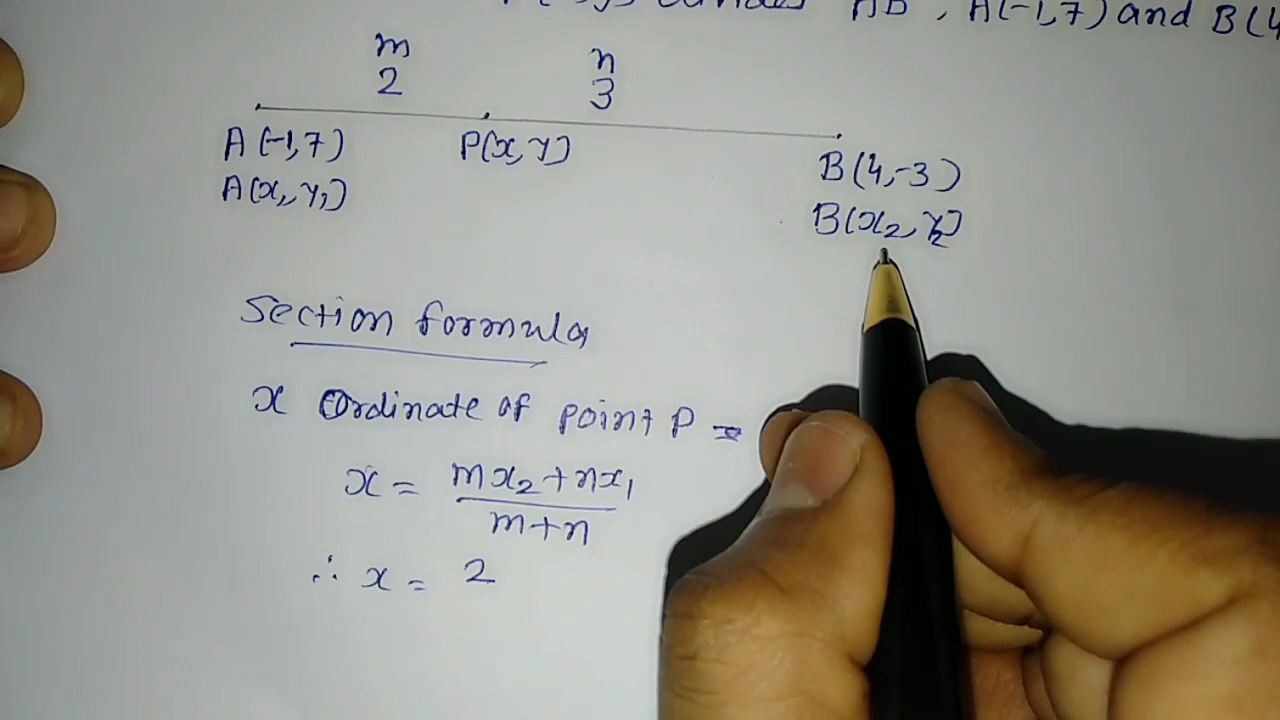 AB, A(-1,7) and B(4
m n
2 3
A(-1,7) P(x,y) B(4,-3)
A(x₁,y₁) B(x₂,y₂)
Section formula
x Ordinate of point P =
x = mx₂+nx₁
m+n
∴ x = 2